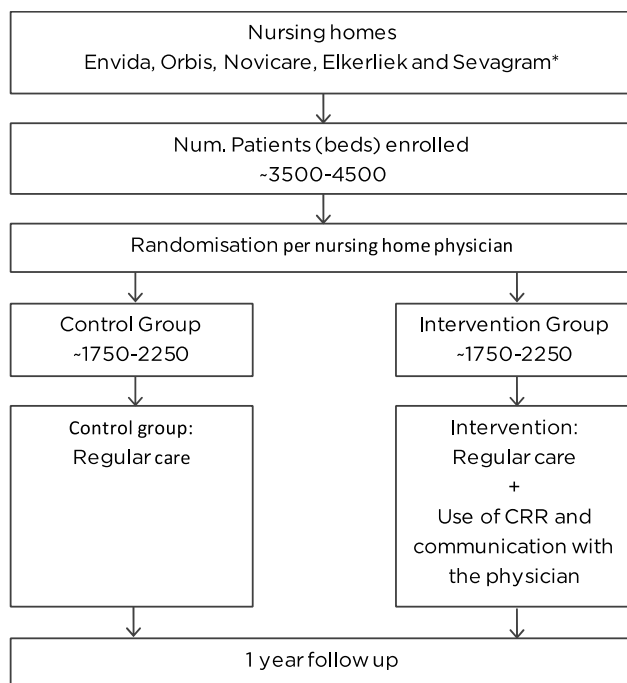 Nursing homes
Envida, Orbis, Novicare, Elkerliek and Sevagram*
Num. Patients (beds) enrolled
~3500-4500
Randomisation per nursing home physician
Control Group
~1750-2250
Intervention Group
~1750-2250
Control group:
Regular care
Intervention:
Regular care
+
Use of CRR and
communication with
the physician
1 year follow up